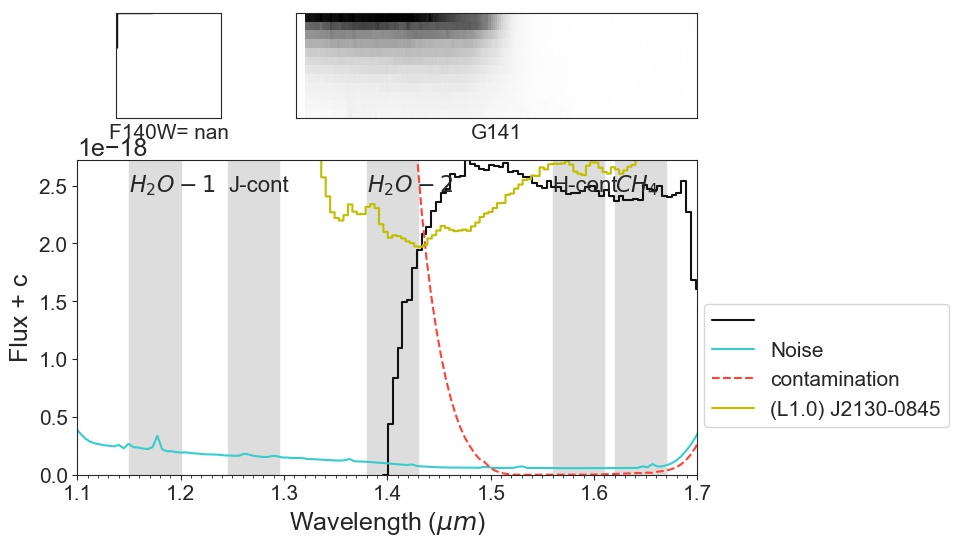 F140W= nan
G141
1e−18
H₂O − 1 J-cont H₂O − 2 H-cont CH₄
2.5
2.0
1.5
1.0
0.5
0.0
Flux + c
1.1 1.2 1.3 1.4 1.5 1.6 1.7
Wavelength (μm)
Noise
contamination
(L1.0) J2130-0845